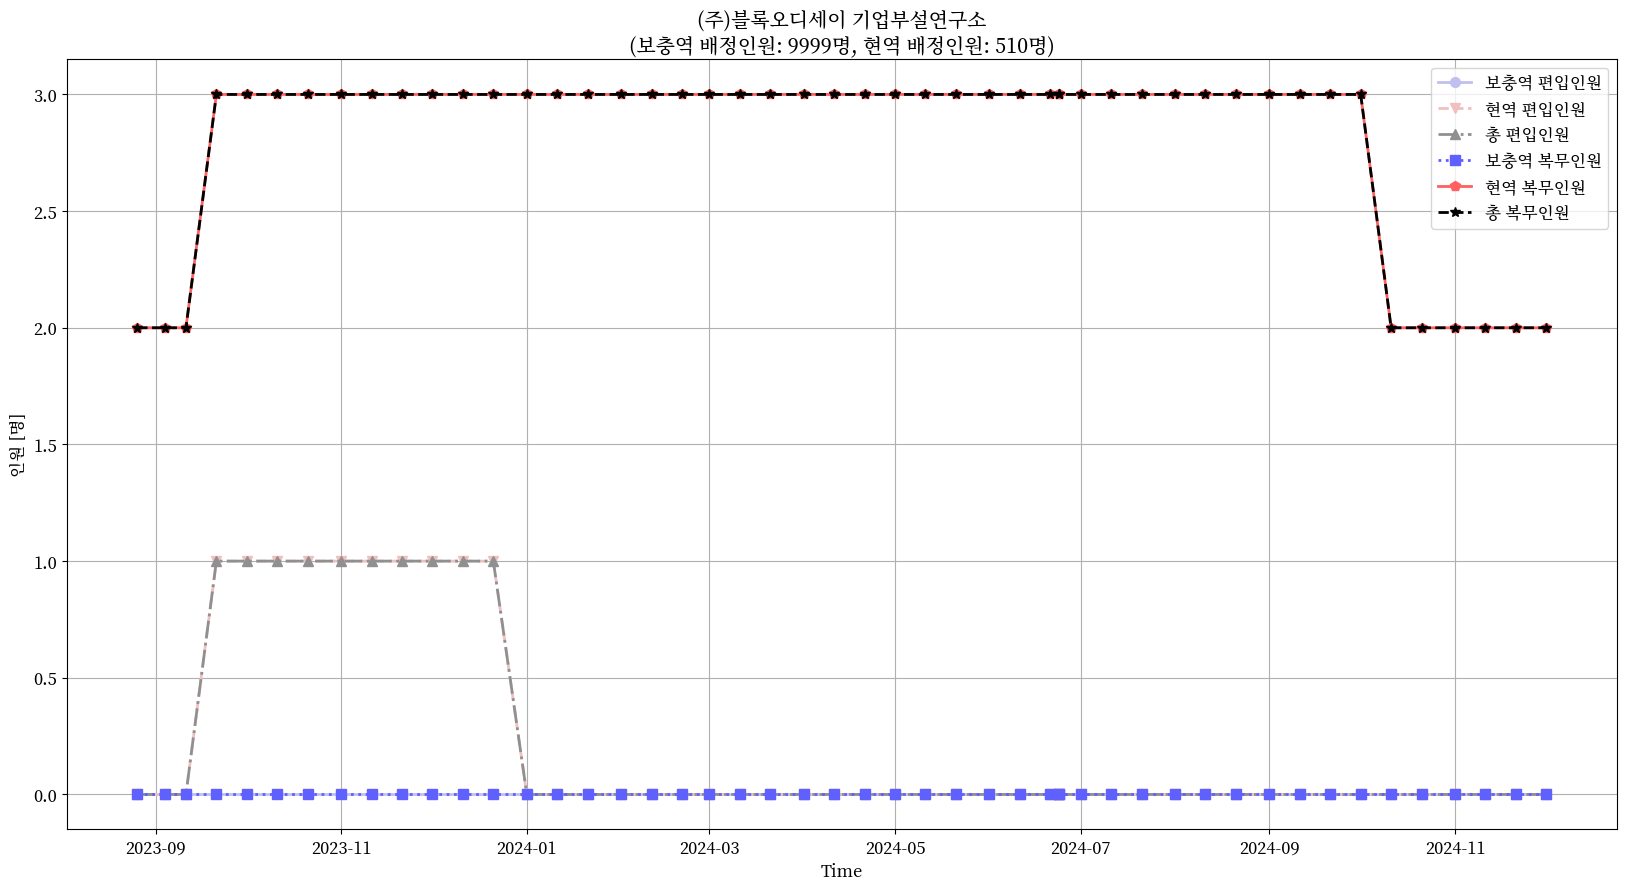 (주)블록오디세이 기업부설연구소
(보충역 배정인원: 9999명, 현역 배정인원: 510명)
보충역 편입인원
현역 편입인원
총 편입인원
보충역 복무인원
현역 복무인원
총 복무인원
3.0
2.5
2.0
1.5
1.0
0.5
0.0
인원 [명]
2023-09
2023-11
2024-01
2024-03
2024-05
2024-07
2024-09
2024-11
Time